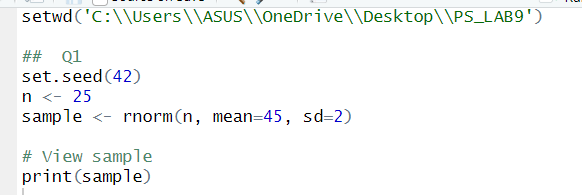 setwd('C:\\Users\\ASUS\\OneDrive\\Desktop\\PS_LAB9')
##  Q1
set.seed(42)
n <- 25
sample <- rnorm(n, mean=45, sd=2)
# View sample
print(sample)